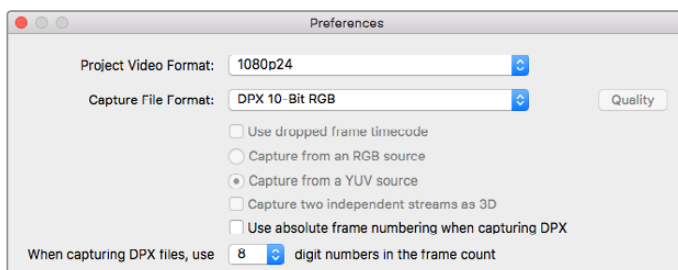 Preferences
Project Video Format: 1080p24
Capture File Format: DPX 10-Bit RGB Quality
Use dropped frame timecode
Capture from an RGB source
Capture from a YUV source
Capture two independent streams as 3D
Use absolute frame numbering when capturing DPX
When capturing DPX files, use 8 digit numbers in the frame count